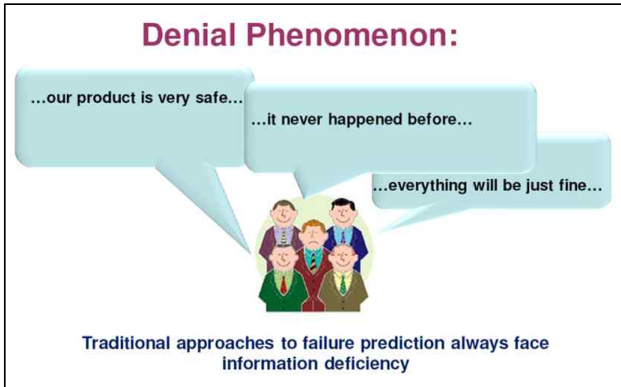 Denial Phenomenon:
…our product is very safe…
…it never happened before…
…everything will be just fine…
Traditional approaches to failure prediction always face
information deficiency